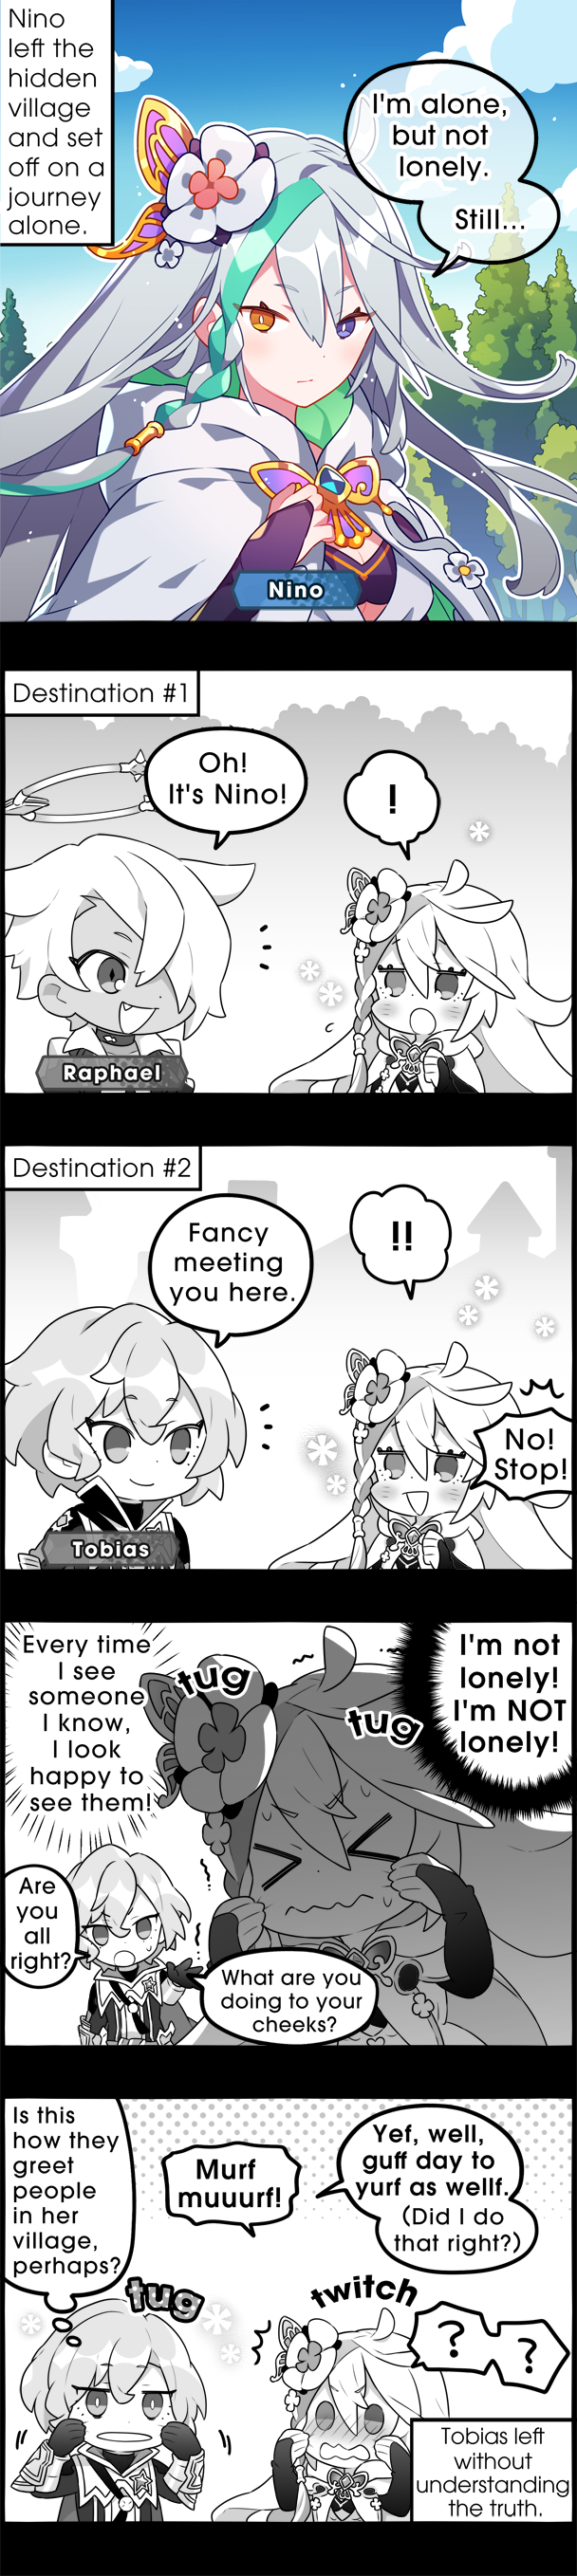 Nino
left the
hidden
village
and set
off on a
journey
alone.
I'm alone,
but not
lonely.
Still...
Nino
Destination #1
Oh!
It's Nino!
!
Raphael
Destination #2
Fancy
meeting
you here.
!!
No!
Stop!
Tobias
Every time
I see
someone
I know,
I look
happy to
see them!
tug
tug
I'm not
lonely!
I'm NOT
lonely!
Are
you
all
right?
What are you
doing to your
cheeks?
Is this
how they
greet
people
in her
village,
perhaps?
Murf
muuurf!
Yef, well,
guff day to
yurf as wellf.
(Did I do
that right?)
tug
twitch
? ?
Tobias left
without
understanding
the truth.